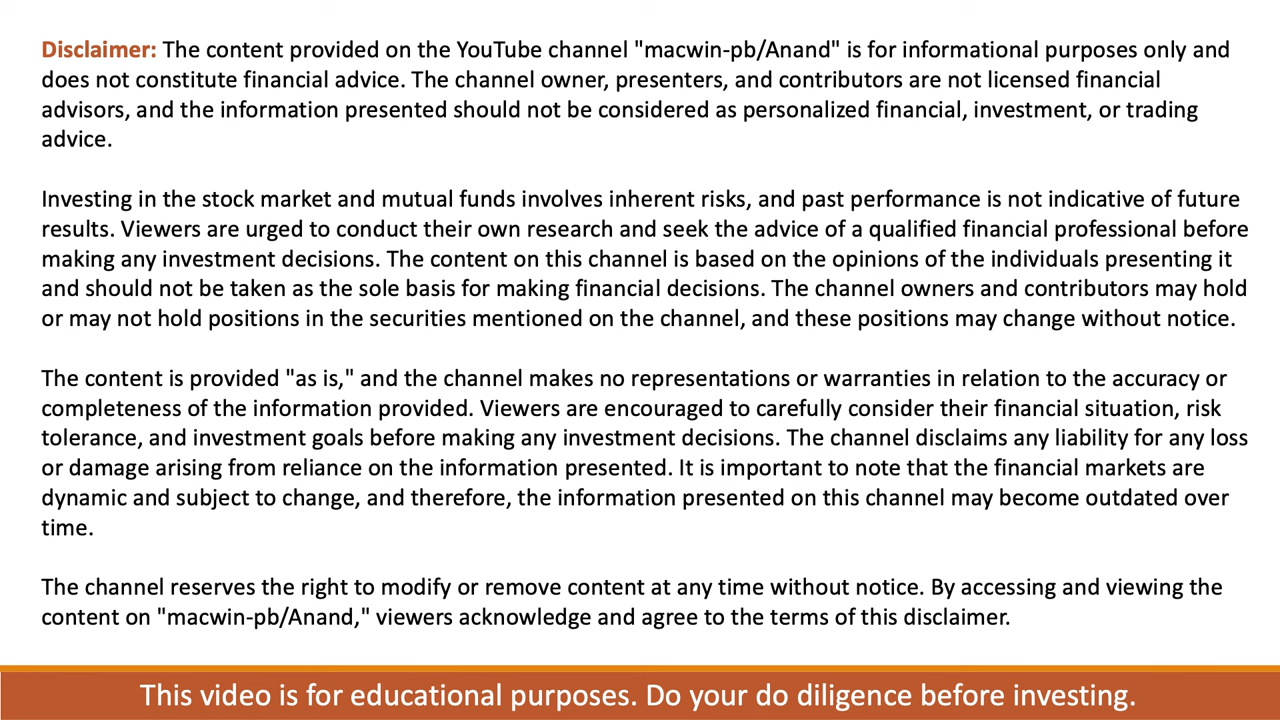 Disclaimer: The content provided on the YouTube channel "macwin-pb/Anand" is for informational purposes only and
does not constitute financial advice. The channel owner, presenters, and contributors are not licensed financial
advisors, and the information presented should not be considered as personalized financial, investment, or trading
advice.
Investing in the stock market and mutual funds involves inherent risks, and past performance is not indicative of future
results. Viewers are urged to conduct their own research and seek the advice of a qualified financial professional before
making any investment decisions. The content on this channel is based on the opinions of the individuals presenting it
and should not be taken as the sole basis for making financial decisions. The channel owners and contributors may hold
or may not hold positions in the securities mentioned on the channel, and these positions may change without notice.
The content is provided "as is," and the channel makes no representations or warranties in relation to the accuracy or
completeness of the information provided. Viewers are encouraged to carefully consider their financial situation, risk
tolerance, and investment goals before making any investment decisions. The channel disclaims any liability for any loss
or damage arising from reliance on the information presented. It is important to note that the financial markets are
dynamic and subject to change, and therefore, the information presented on this channel may become outdated over
time.
The channel reserves the right to modify or remove content at any time without notice. By accessing and viewing the
content on "macwin-pb/Anand," viewers acknowledge and agree to the terms of this disclaimer.
This video is for educational purposes. Do your do diligence before investing.